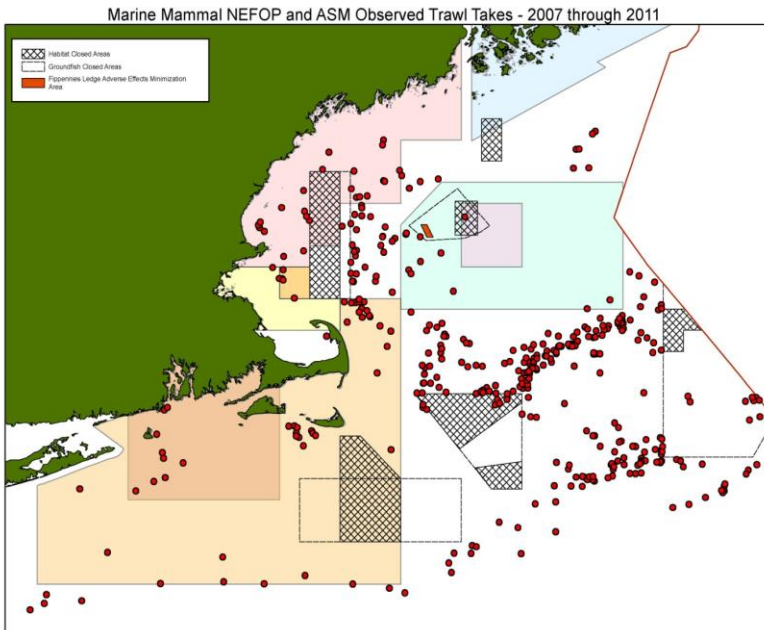 Marine Mammal NEFOP and ASM Observed Trawl Takes - 2007 through 2011
Habitat Closed Areas
Groundfish Closed Areas
Fippennies Ledge Adverse Effects Minimization
Area